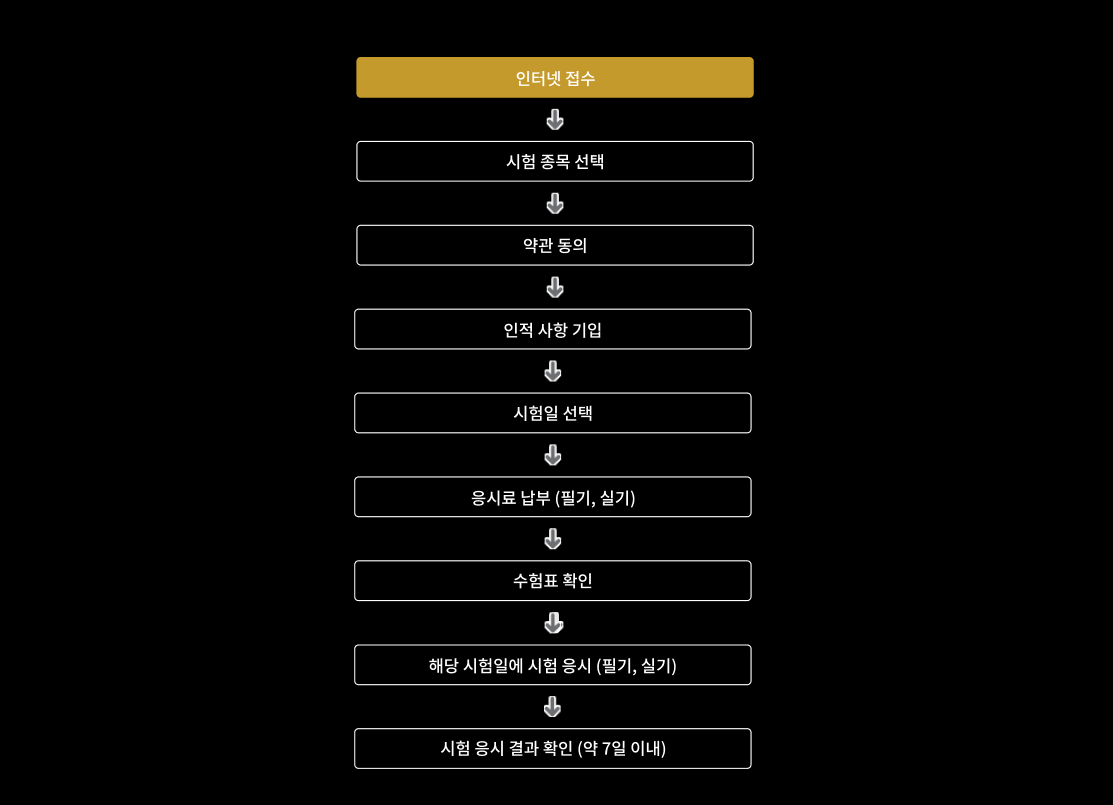 인터넷 접수
시험 종목 선택
약관 동의
인적 사항 기입
시험일 선택
응시료 납부 (필기, 실기)
수험표 확인
해당 시험일에 시험 응시 (필기, 실기)
시험 응시 결과 확인 (약 7일 이내)